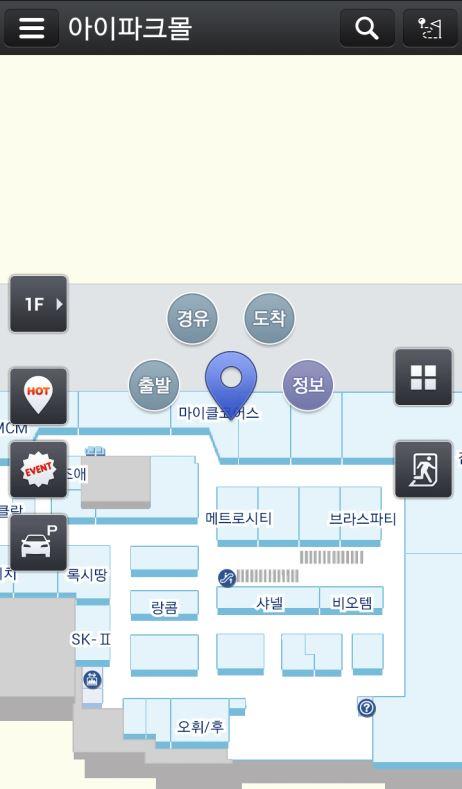 아이파크몰
1F
경유
도착
HOT
출발
정보
마이클코어스
MCM
EVENT
즈애
메트로시티
브라스파티
P
클락
치
록시땅
랑콤
샤넬
비오템
SK-II
오휘/후
?